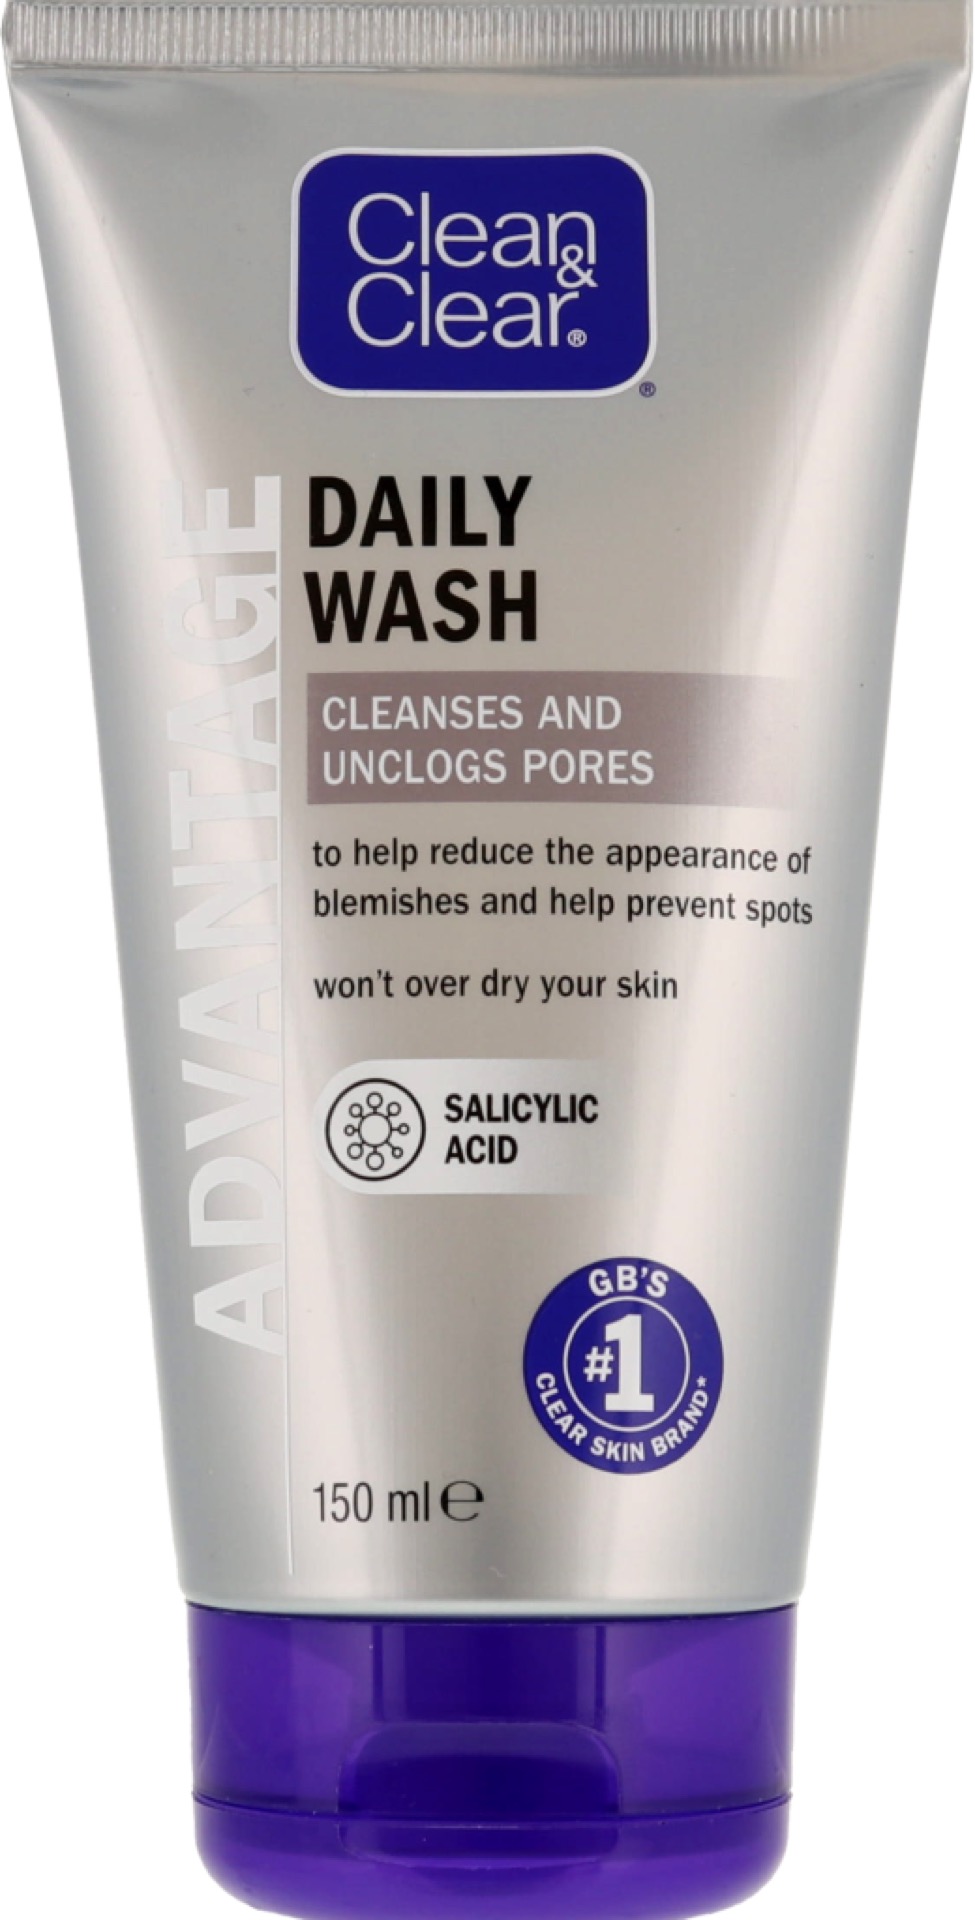 Clean
&
Clear®
®
ADVANTAGE
DAILY
WASH
CLEANSES AND
UNCLOGS PORES
to help reduce the appearance of
blemishes and help prevent spots
won't over dry your skin
SALICYLIC
ACID
GB'S
#1
CLEAR SKIN BRAND*
150 ml℮